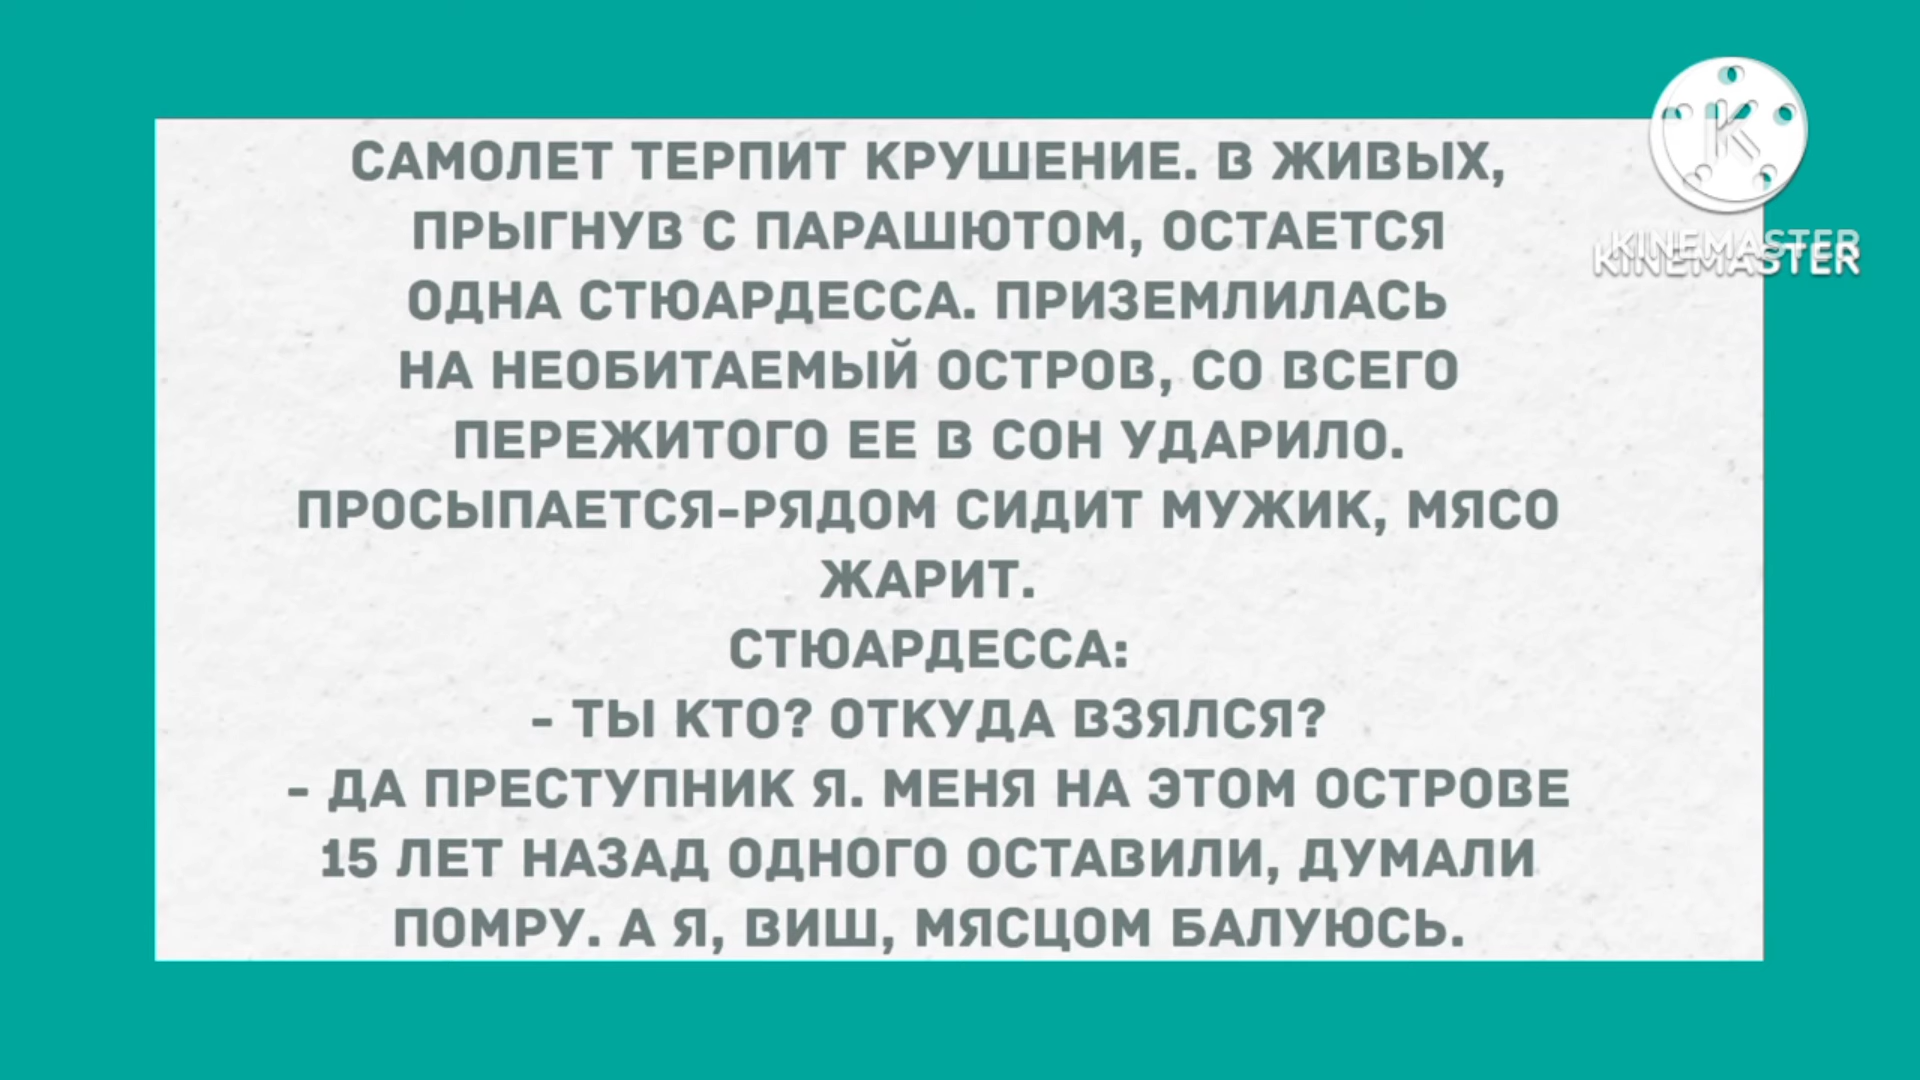 САМОЛЕТ ТЕРПИТ КРУШЕНИЕ. В ЖИВЫХ,
ПРЫГНУВ С ПАРАШЮТОМ, ОСТАЕТСЯ
ОДНА СТЮАРДЕССА. ПРИЗЕМЛИЛАСЬ
НА НЕОБИТАЕМЫЙ ОСТРОВ, СО ВСЕГО
ПЕРЕЖИТОГО ЕЕ В СОН УДАРИЛО.
ПРОСЫПАЕТСЯ-РЯДОМ СИДИТ МУЖИК, МЯСО
ЖАРИТ.
СТЮАРДЕССА:
- ТЫ КТО? ОТКУДА ВЗЯЛСЯ?
- ДА ПРЕСТУПНИК Я. МЕНЯ НА ЭТОМ ОСТРОВЕ
15 ЛЕТ НАЗАД ОДНОГО ОСТАВИЛИ, ДУМАЛИ
ПОМРУ. А Я, ВИШ, МЯСЦОМ БАЛУЮСЬ.
K
KINEMASTER
KINEMASTER